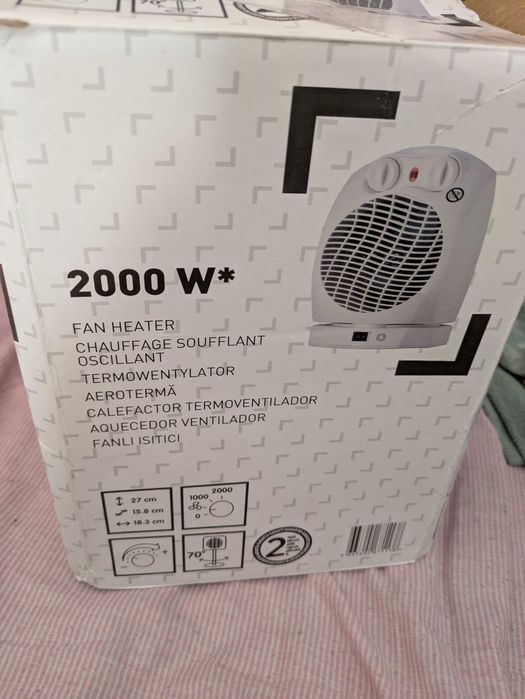 2000 W*
FAN HEATER
CHAUFFAGE SOUFFLANT
OSCILLANT
TERMOWENTYLATOR
AEROTERMĂ
CALEFACTOR TERMOVENTILADOR
AQUECEDOR VENTILADOR
FANLI ISITICI
27 cm
15.8 cm
18.3 cm
2000
1000
0
- +
70°
2